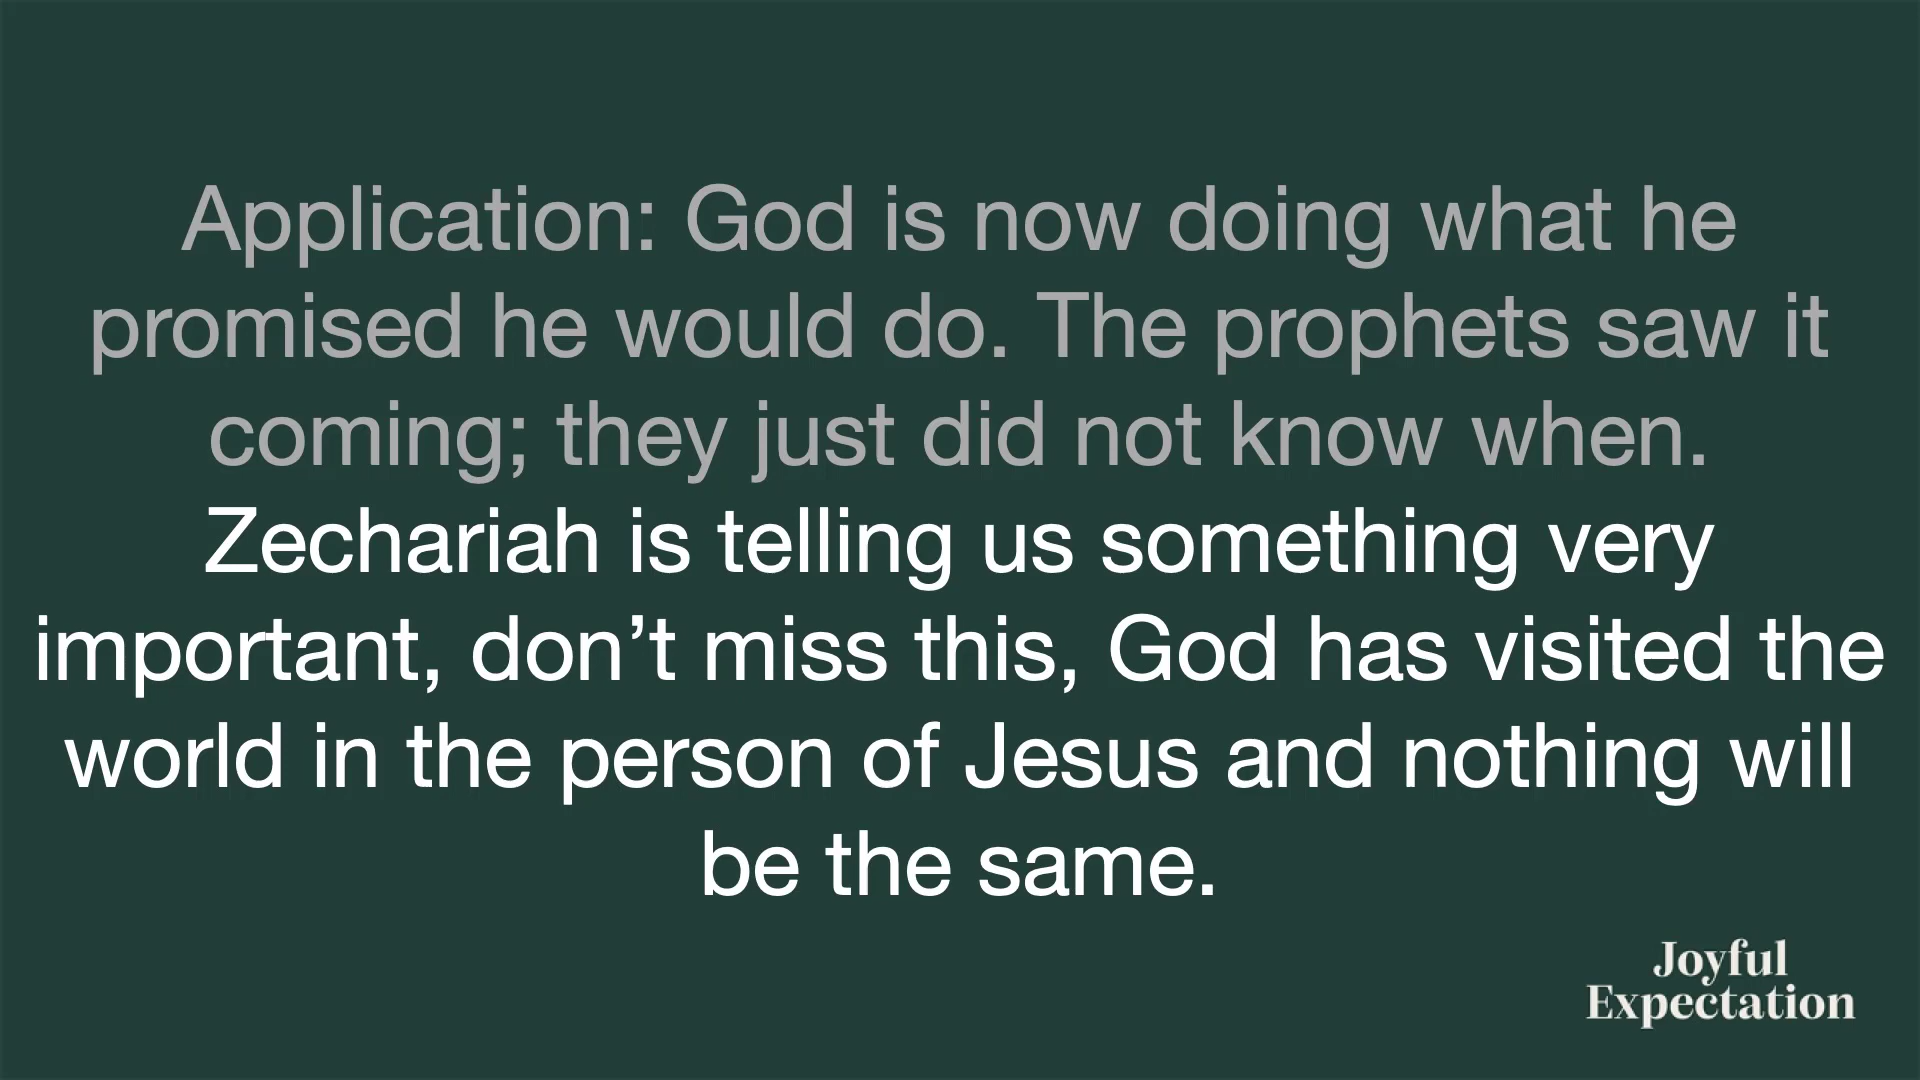 Application: God is now doing what he
promised he would do. The prophets saw it
coming; they just did not know when.
Zechariah is telling us something very
important, don’t miss this, God has visited the
world in the person of Jesus and nothing will
be the same.
Joyful
Expectation